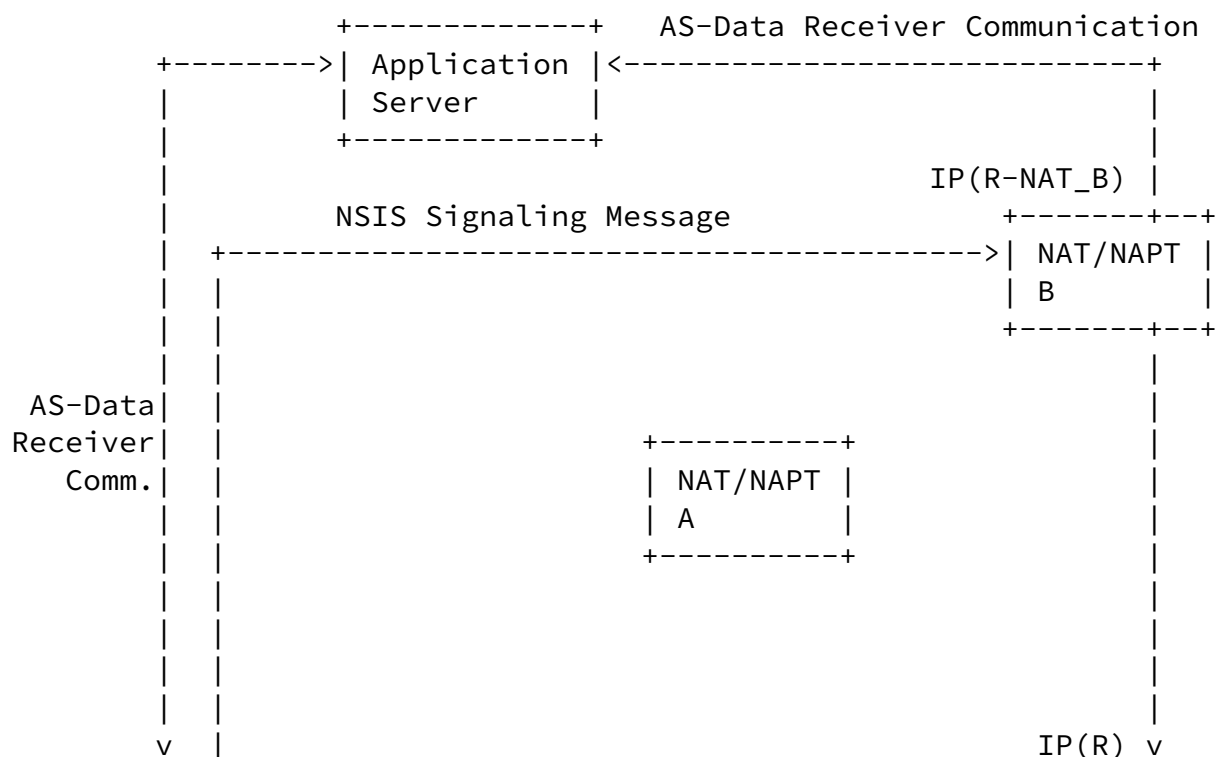 AS-Data Receiver Communication
Application
Server
IP(R-NAT_B)
NSIS Signaling Message
NAT/NAPT
B
AS-Data
Receiver
Comm.
NAT/NAPT
A
v
IP(R) v